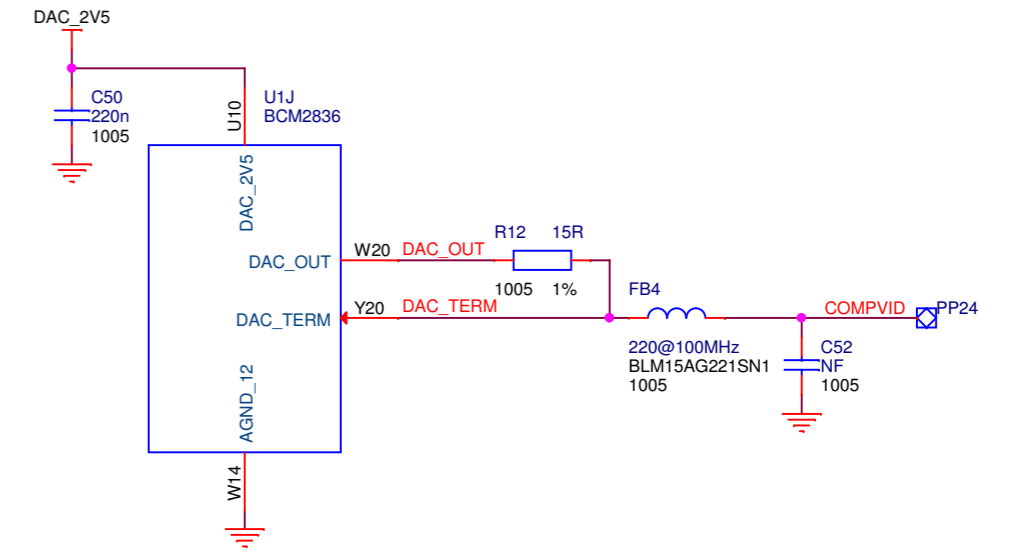 DAC_2V5
C50
220n
1005
U10
U1J
BCM2836
DAC_2V5
DAC_OUT
W20
DAC_OUT
R12
15R
1005
1%
DAC_TERM
Y20
DAC_TERM
FB4
220@100MHz
BLM15AG221SN1
1005
COMPVID
PP24
C52
NF
1005
AGND_12
W14